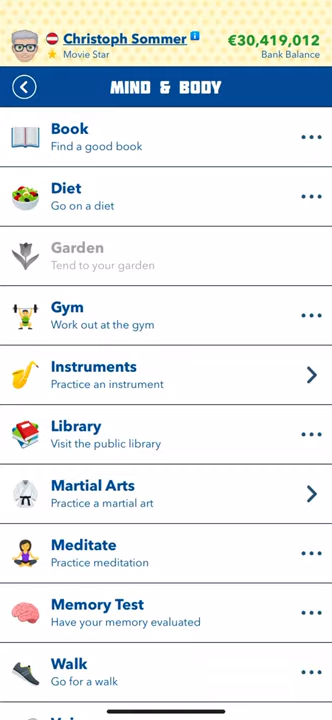 Christoph Sommer
€30,419,012
Movie Star
Bank Balance
MIND & BODY
Book
Find a good book
Diet
Go on a diet
Garden
Tend to your garden
Gym
Work out at the gym
Instruments
Practice an instrument
Library
Visit the public library
Martial Arts
Practice a martial art
Meditate
Practice meditation
Memory Test
Have your memory evaluated
Walk
Go for a walk